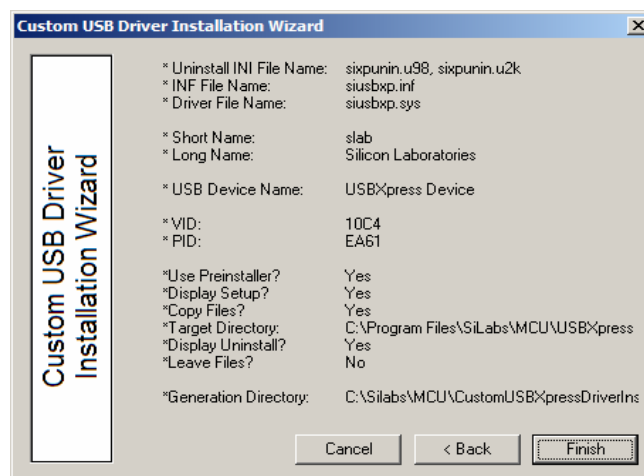 Custom USB Driver Installation Wizard
Custom USB Driver
Installation Wizard
* Uninstall INI File Name: sixpunin.u98, sixpunin.u2k
* INF File Name: siusbxp.inf
* Driver File Name: siusbxp.sys
* Short Name: slab
* Long Name: Silicon Laboratories
* USB Device Name: USBXpress Device
* VID: 10C4
* PID: EA61
*Use Preinstaller? Yes
*Display Setup? Yes
*Copy Files? Yes
*Target Directory: C:\Program Files\SiLabs\MCU\USBXpress
*Display Uninstall? Yes
*Leave Files? No
*Generation Directory: C:\Silabs\MCU\CustomUSBXpressDriverIns
Cancel < Back Finish